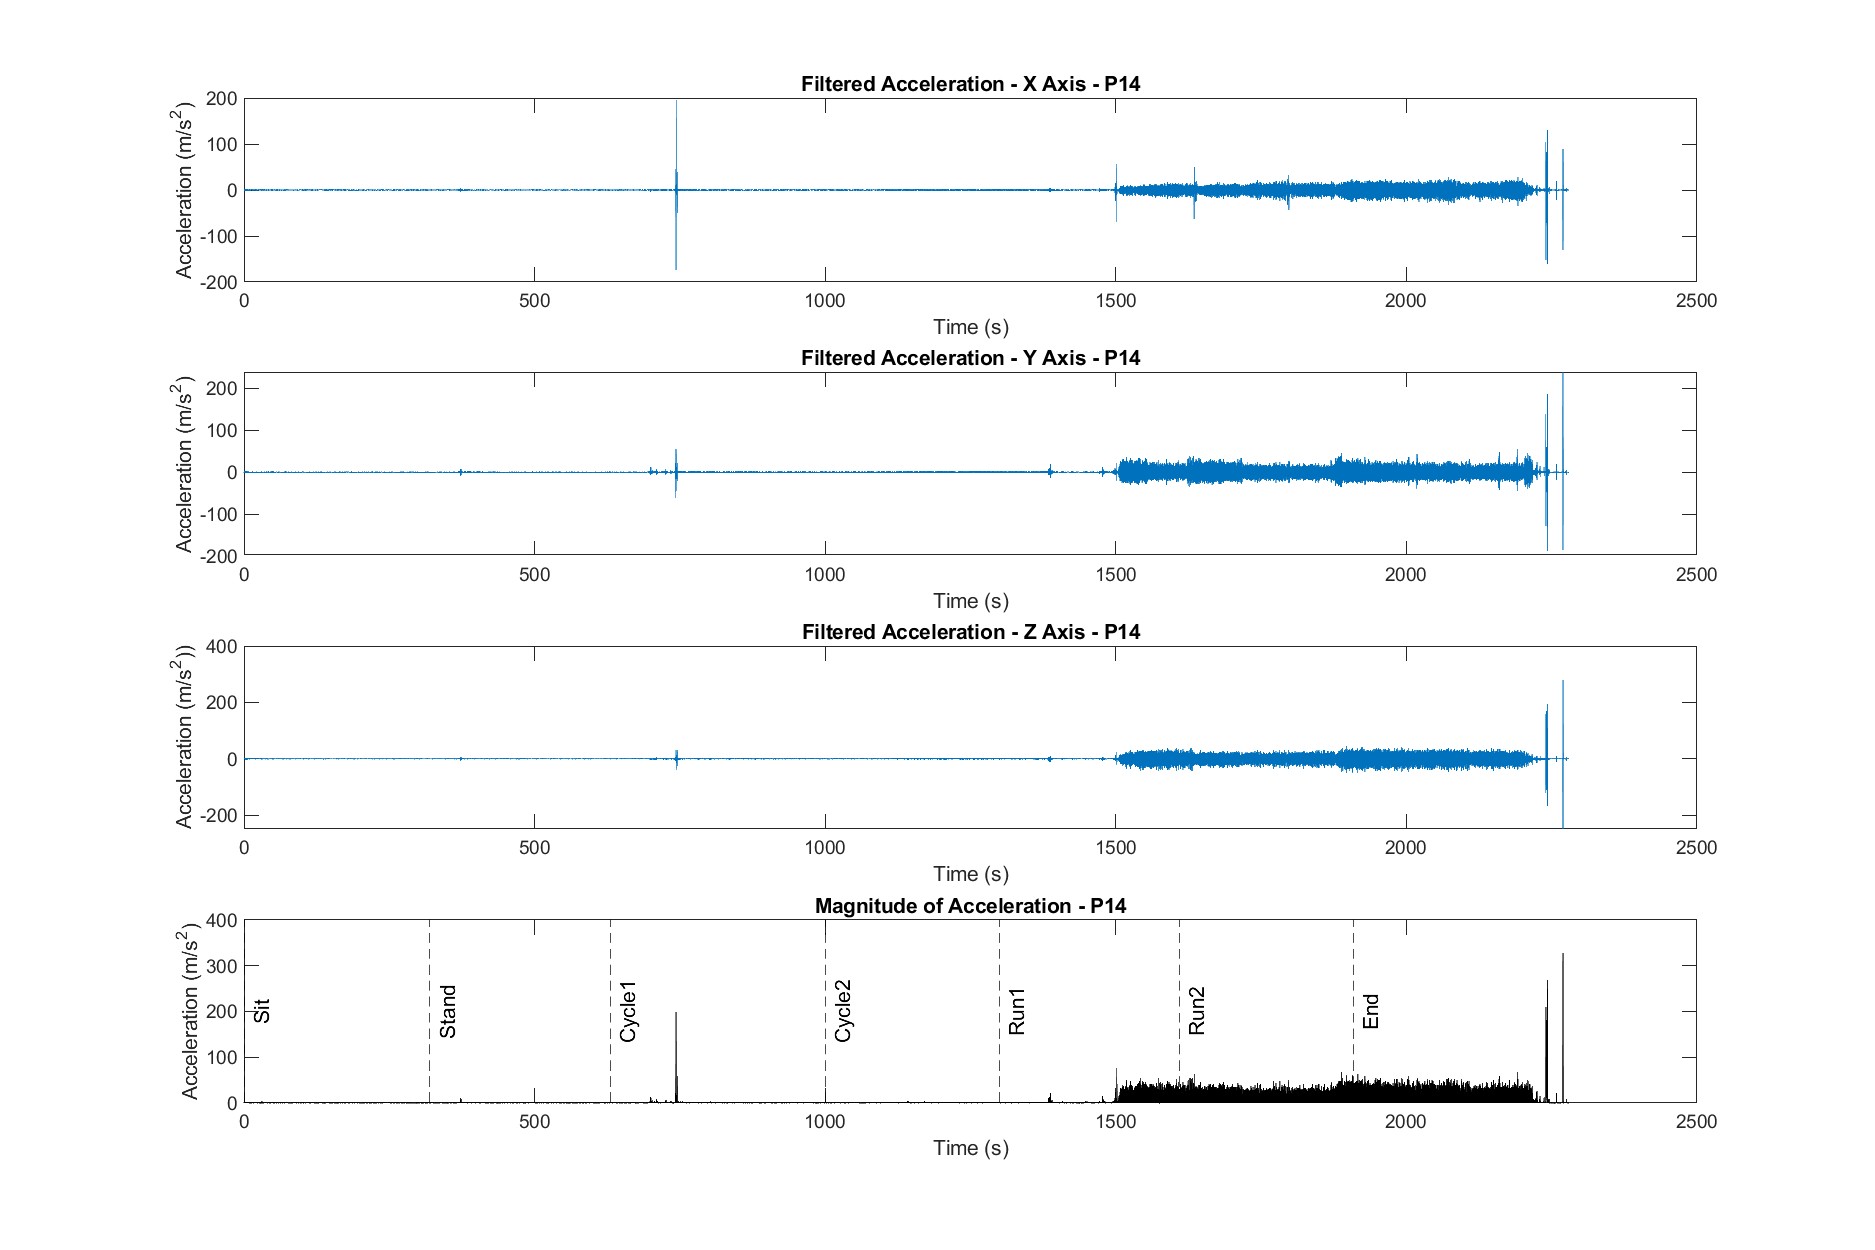 Filtered Acceleration - X Axis - P14
Acceleration (m/s²)
200
100
0
-100
-200
0 500 1000 1500 2000 2500
Time (s)
Filtered Acceleration - Y Axis - P14
Acceleration (m/s²)
200
100
0
-100
-200
0 500 1000 1500 2000 2500
Time (s)
Filtered Acceleration - Z Axis - P14
Acceleration (m/s²))
400
200
0
-200
0 500 1000 1500 2000 2500
Time (s)
Magnitude of Acceleration - P14
Acceleration (m/s²)
400
300
200
100
0
Sit
Stand
Cycle1
Cycle2
Run1
Run2
End
0 500 1000 1500 2000 2500
Time (s)